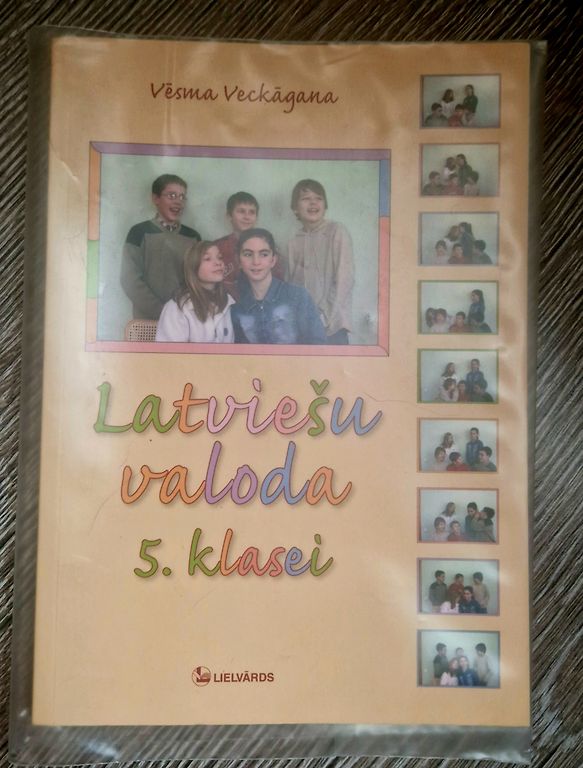 Vēsma Veckāgana
Latviešu
valoda
5. klasei
LIELVĀRDS